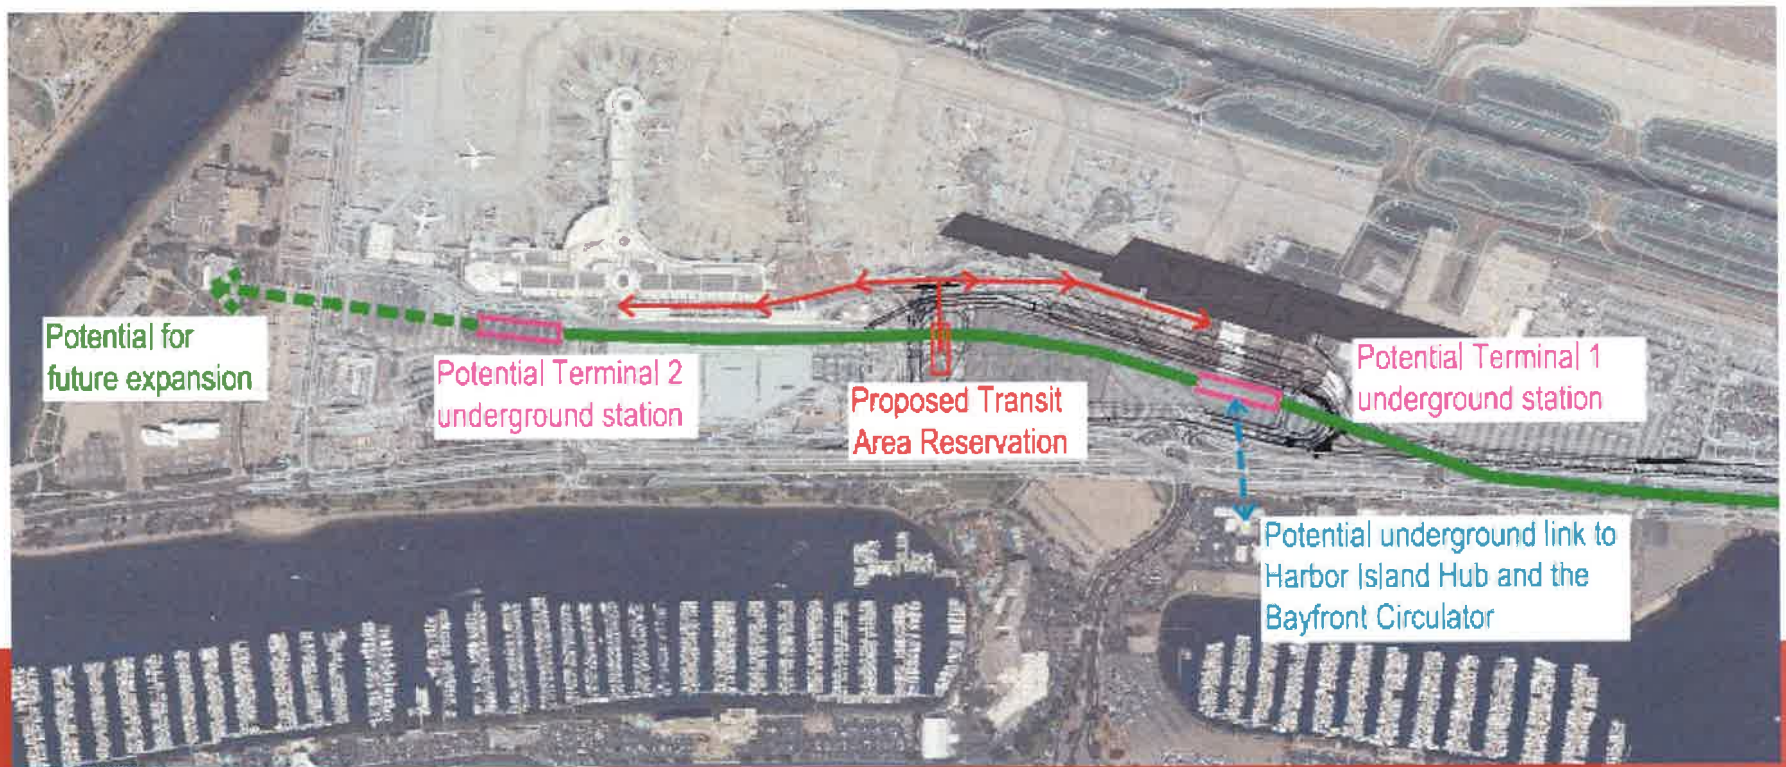 Potential for
future expansion
Potential Terminal 2
underground station
Proposed Transit
Area Reservation
Potential Terminal 1
underground station
Potential underground link to
Harbor Island Hub and the
Bayfront Circulator